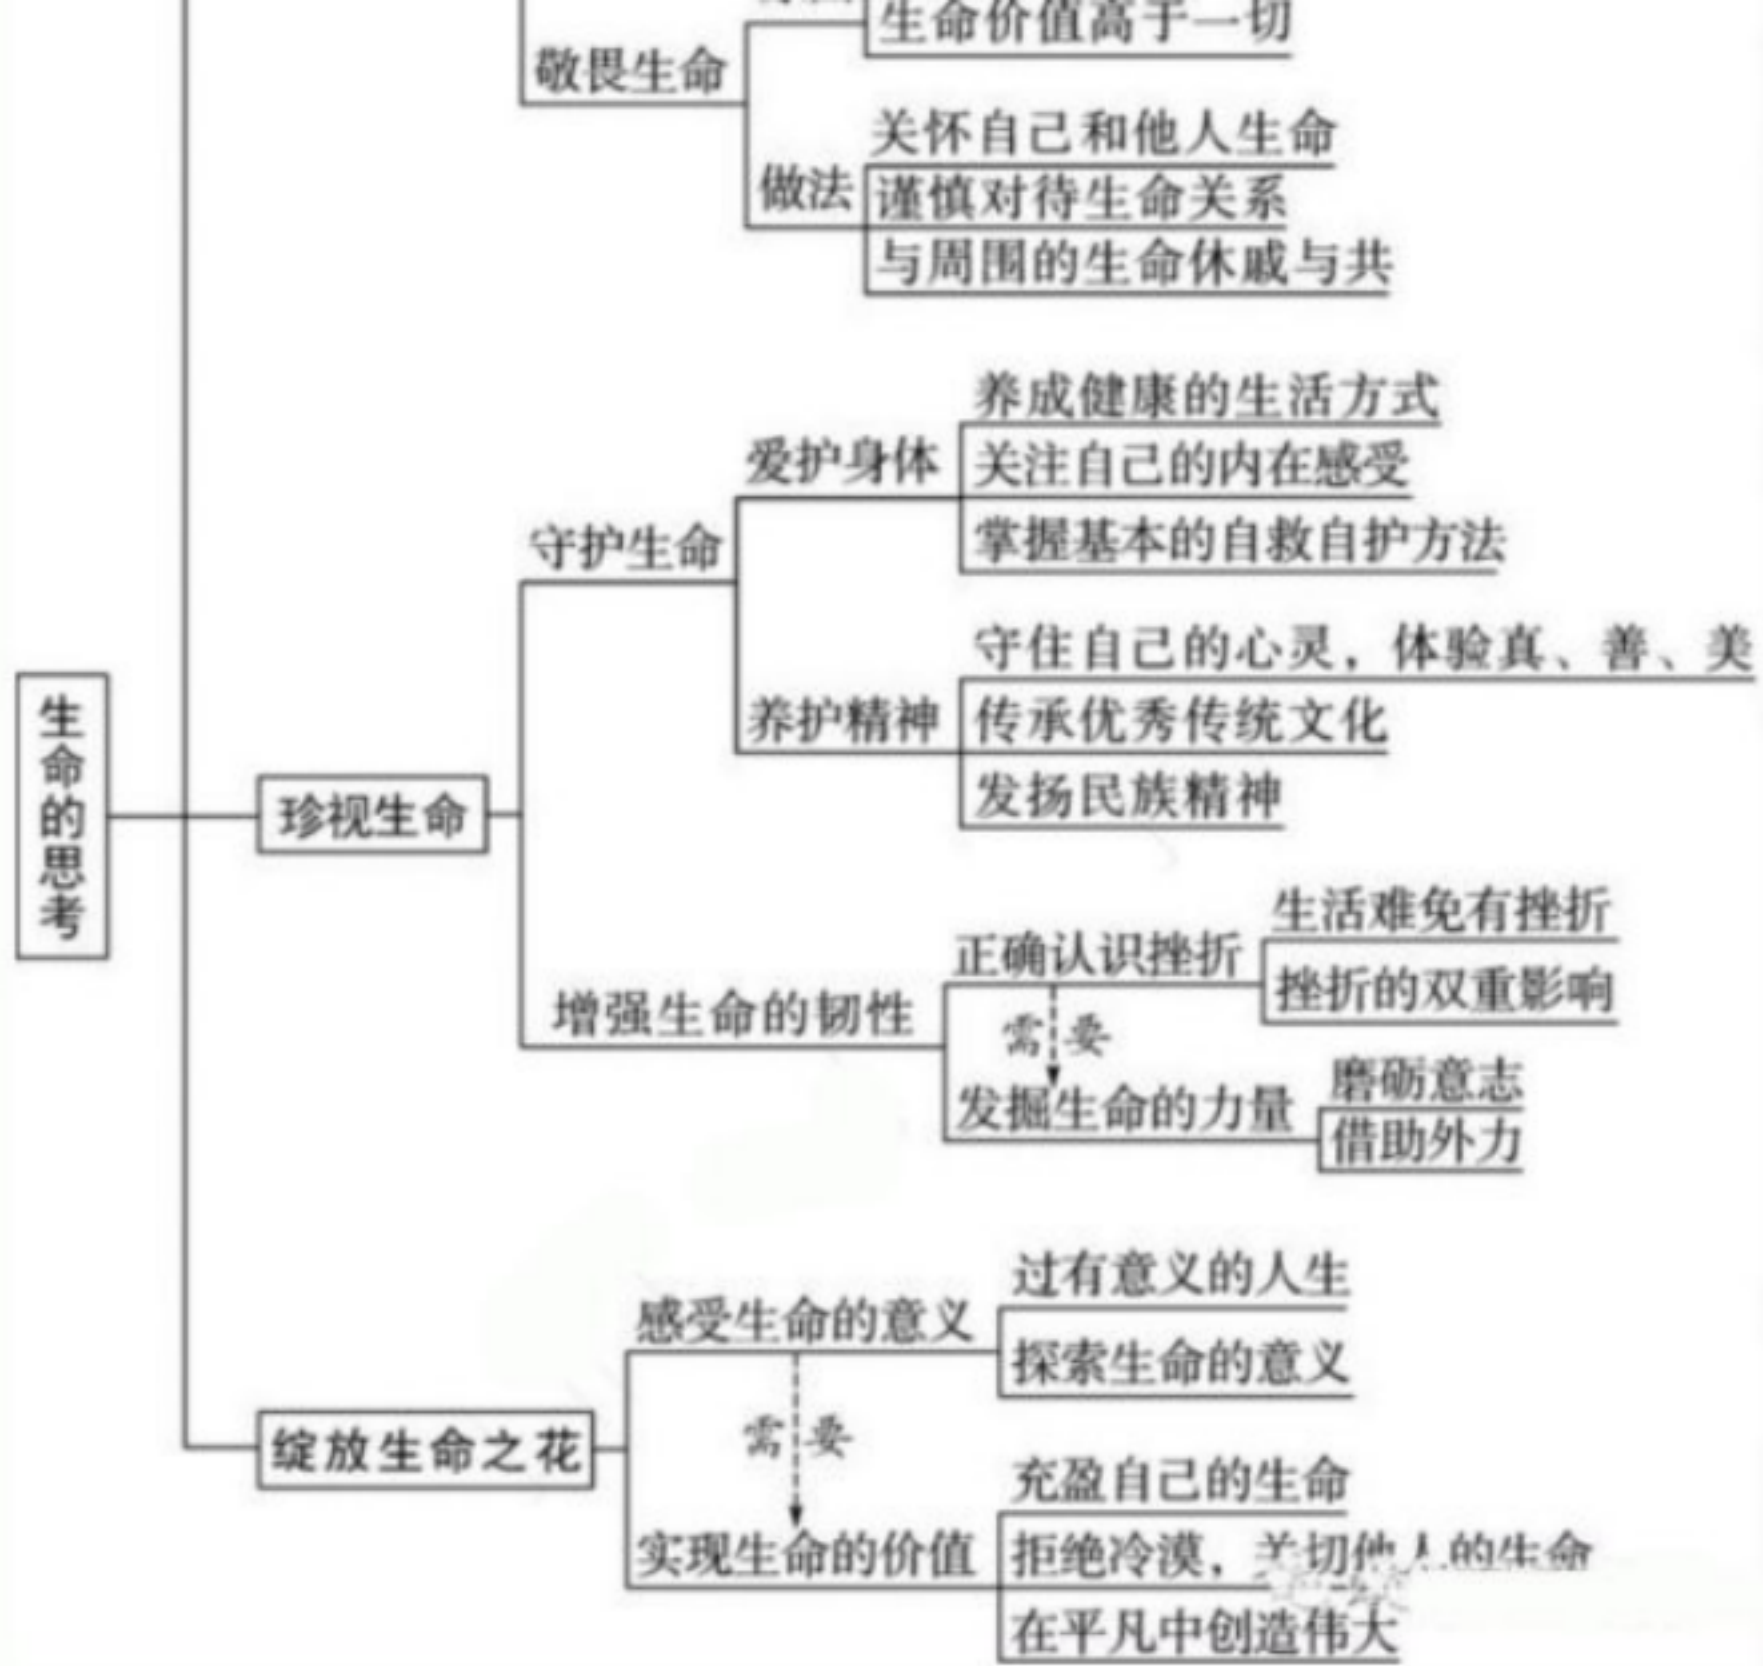 生命价值高于一切
敬畏生命
关怀自己和他人生命
做法
谨慎对待生命关系
与周围的生命休戚与共
养成健康的生活方式
爱护身体
关注自己的内在感受
守护生命
掌握基本的自救自护方法
守住自己的心灵，体验真、善、美
养护精神
传承优秀传统文化
发扬民族精神
生命的思考
珍视生命
生活难免有挫折
正确认识挫折
挫折的双重影响
增强生命的韧性
需要
磨砺意志
发掘生命的力量
借助外力
过有意义的人生
感受生命的意义
探索生命的意义
绽放生命之花
需要
充盈自己的生命
实现生命的价值
拒绝冷漠，关切他人的生命
在平凡中创造伟大